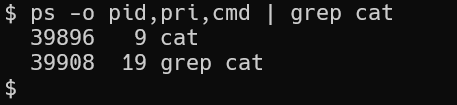 $ ps -o pid,pri,cmd | grep cat
  39896   9 cat
  39908  19 grep cat
$